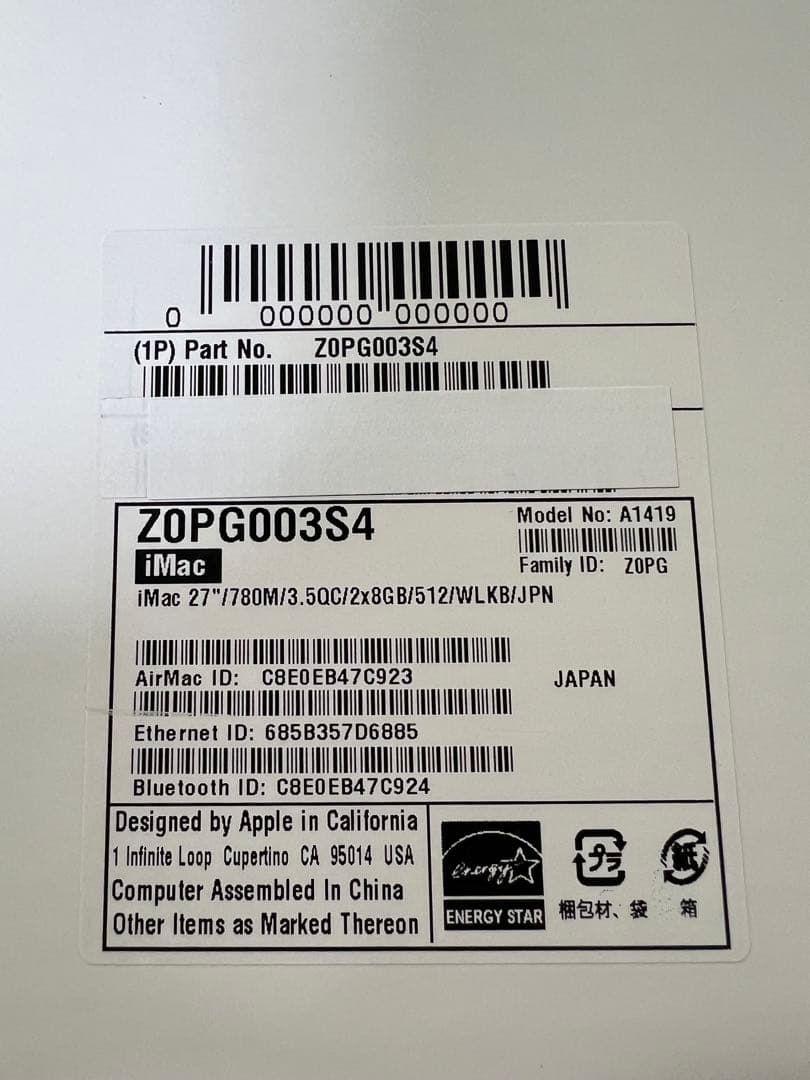 0 000000 000000
(1P) Part No. Z0PG003S4
Z0PG003S4
Model No: A1419
iMac
Family ID: Z0PG
iMac 27"/780M/3.5QC/2x8GB/512/WLKB/JPN
AirMac ID: C8E0EB47C923
JAPAN
Ethernet ID: 685B357D6885
Bluetooth ID: C8E0EB47C924
Designed by Apple in California
1 Infinite Loop Cupertino CA 95014 USA
Computer Assembled In China
Other Items as Marked Thereon
energy
ENERGY STAR
プラ
梱包材、袋
紙
箱